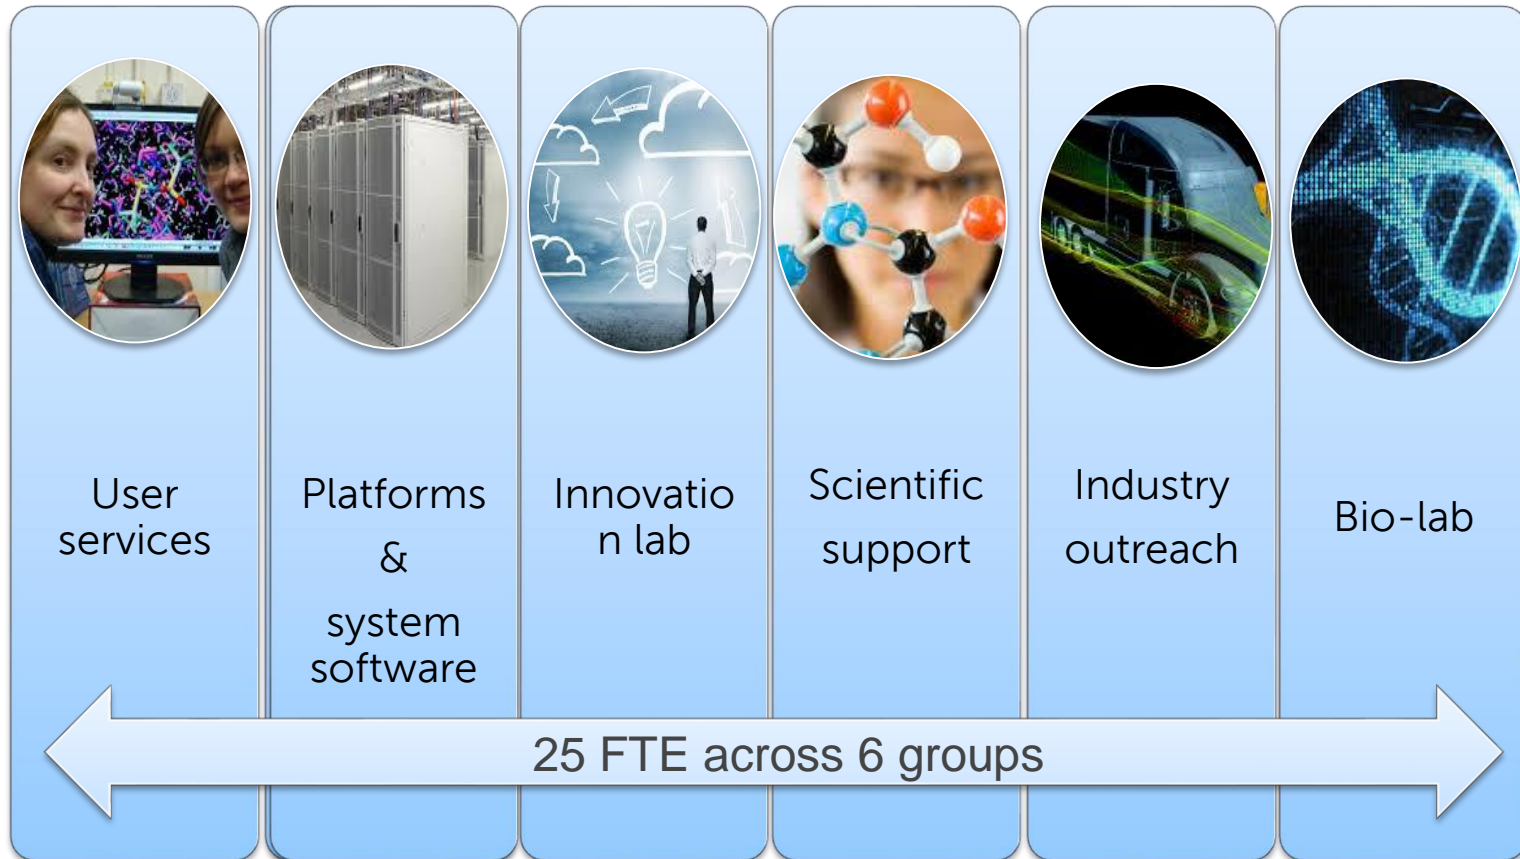 User
services
Platforms
&
system
software
Innovatio
n lab
Scientific
support
Industry
outreach
Bio-lab
25 FTE across 6 groups